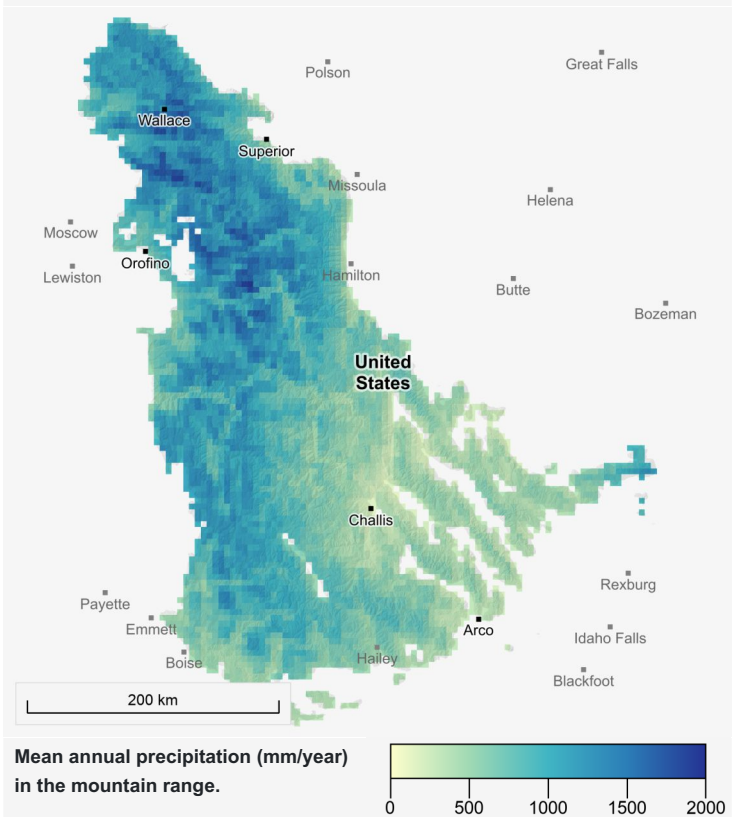 Polson
Great Falls
Wallace
Superior
Missoula
Helena
Moscow
Orofino
Lewiston
Hamilton
Butte
Bozeman
United
States
Challis
Rexburg
Payette
Emmett
Arco
Idaho Falls
Boise
Hailey
Blackfoot
200 km
Mean annual precipitation (mm/year)
in the mountain range.
0 500 1000 1500 2000